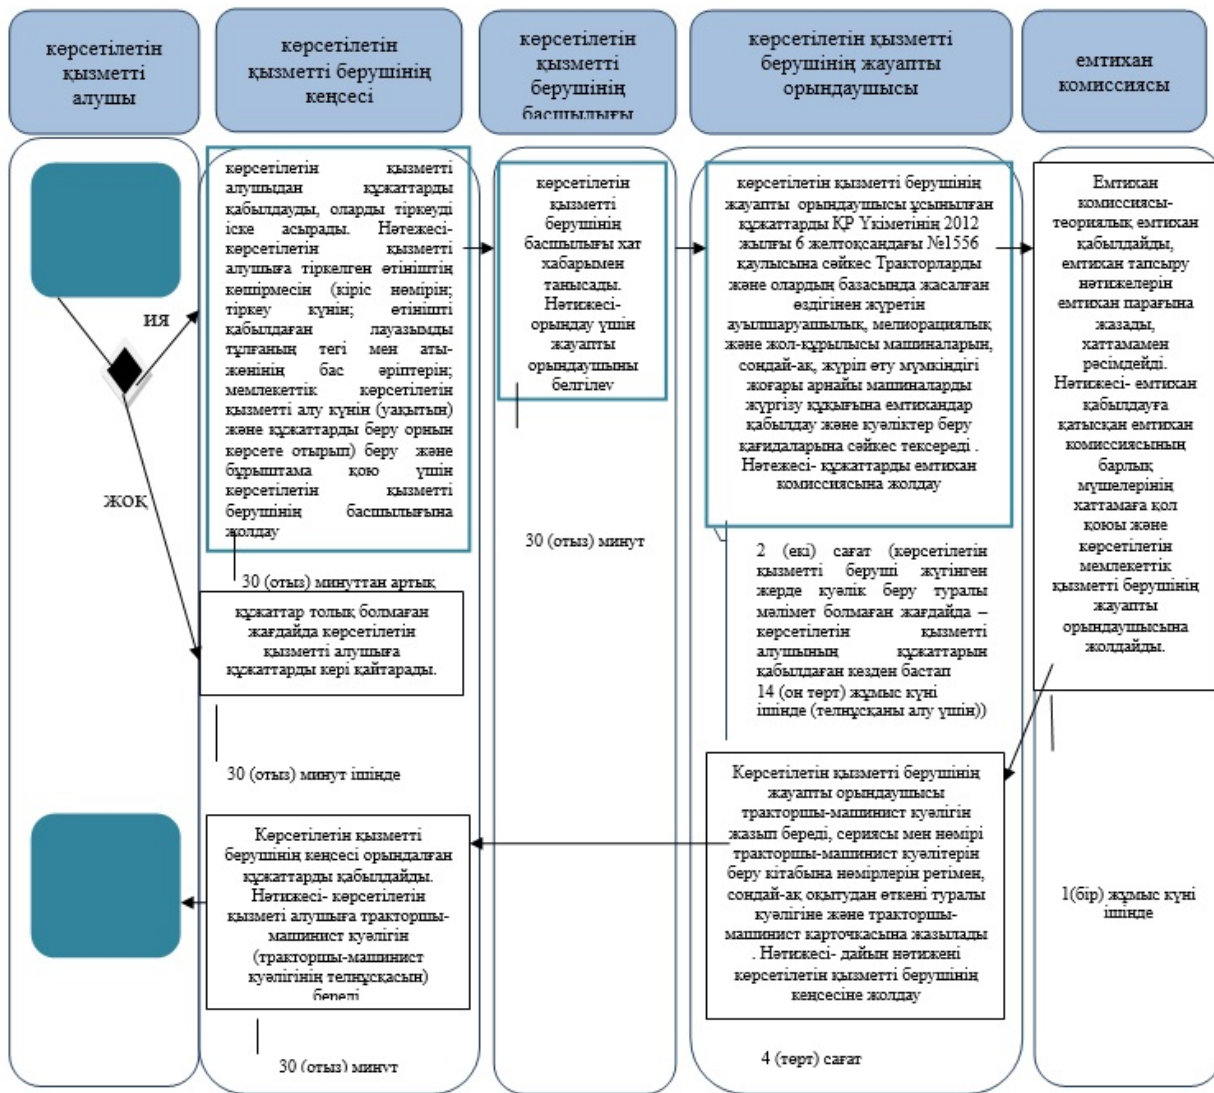 көрсетілетін
қызметті
алушы
көрсетілетін
қызметті берушінің
кеңсесі
көрсетілетін
қызметті
берушінің
басшылығы
көрсетілетін қызметті
берушінің жауапты
орындаушысы
емтихан
комиссиясы
ИЯ
ЖОҚ
көрсетілетін қызметті
алушыдан құжаттарды
қабылдауды, оларды тіркеуді
іске асырады. Нәтежесі-
көрсетілетін қызметті
алушыға тіркелген өтініштің
көшірмесін (кіріс нөмірін;
тіркеу күнін; өтінішті
қабылдаған лауазымды
тұлғаның тегі мен аты-
жөнінің бас әріптерін;
мемлекеттік көрсетілетін
қызметті алу күнін (уақытын)
және құжаттарды беру орнын
көрсете отырып) беру және
бұрыштама қою үшін
көрсетілетін қызметті
берушінің басшылығына
жолдау
30 (отыз) минуттан артық
құжаттар толық болмаған
жағдайда көрсетілетін
қызметті алушыға
құжаттарды кері қайтарады.
30 (отыз) минут ішінде
Көрсетілетін қызметті
берушінің кеңсесі орындалған
құжаттарды қабылдайды.
Нәтижесі- көрсетілетін
қызметі алушыға тракторшы-
машинист куәлігін
(тракторшы-машинист
куәлігінің телнұсқасын)
береді
30 (отыз) минут
көрсетілетін
қызметті
берушінің
басшылығы хат
хабарымен
танысады.
Нәтижесі-
орындау үшін
жауапты
орындаушыны
белгілеу
30 (отыз) минут
көрсетілетін қызметті берушінің
жауапты орындаушысы ұсынылған
құжаттарды ҚР Үкіметінің 2012
жылғы 6 желтоқсандағы №1556
қаулысына сәйкес Тракторларды
және олардың базасында жасалған
өздігінен жүретін
ауылшаруашылық, мелиорациялық
және жол-құрылысы машиналарын,
сондай-ақ, жүріп өту мүмкіндігі
жоғары арнайы машиналарды
жүргізу құқығына емтихандар
қабылдау және куәліктер беру
қағидаларына сәйкес тексереді .
Нәтежесі- құжаттарды емтихан
комиссиясына жолдау
2 (екі) сағат (көрсетілетін
қызметті беруші жүгінген
жерде куәлік беру туралы
мәлімет болмаған жағдайда –
көрсетілетін қызметті
алушының құжаттарын
қабылдаған кезден бастап
14 (он төрт) жұмыс күні
ішінде (телнұсқаны алу үшін))
Көрсетілетін қызметті берушінің
жауапты орындаушысы
тракторшы-машинист куәлігін
жазып береді, сериясы мен нөмірі
тракторшы-машинист куәлітерін
беру кітабына нөмірлерін ретімен,
сондай-ақ оқытудан өткені туралы
куәлігіне және тракторшы-
машинист карточкасына жазылады
. Нәтижесі- дайын нәтижені
көрсетілетін қызметті берушінің
кеңсесіне жолдау
4 (төрт) сағат
Емтихан
комиссиясы-
теориялық емтихан
қабылдайды,
емтихан тапсыру
нәтижелерін
емтихан парағына
жазады,
хаттамамен
рәсімдейді.
Нәтижесі- емтихан
қабылдауға
қатысқан емтихан
комиссиясының
барлық
мүшелерінің
хаттамаға қол
қоюы және
көрсетілетін
мемлекеттік
қызметті берушінің
жауапты
орындаушысына
жолдайды.
1(бір) жұмыс күні
ішінде